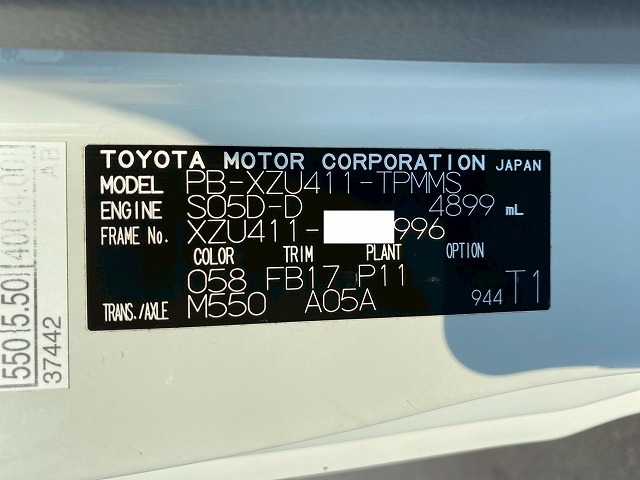 TOYOTA MOTOR CORPORATION JAPAN
MODEL PB-XZU411-TPMMS
ENGINE S05D-D 4899 mL
FRAME No. XZU411- 996
COLOR TRIM PLANT OPTION
058 FB17 P11
TRANS./AXLE M550 A05A 944 T1
550 5.50 400 4.00
37442 AB